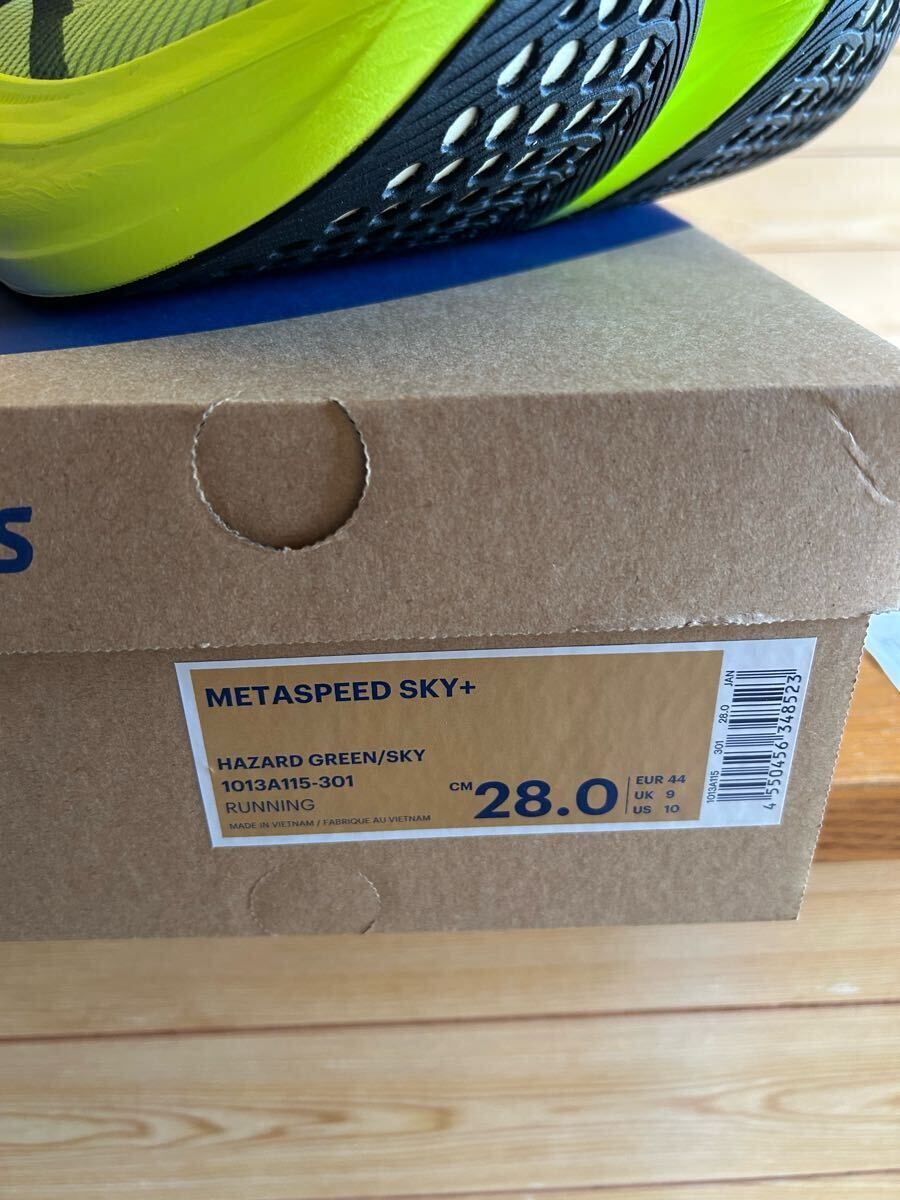 s
METASPEED SKY+
HAZARD GREEN/SKY
1013A115-301
RUNNING
MADE IN VIETNAM / FABRIQUE AU VIETNAM
CM 28.0
EUR 44
UK 9
US 10
1013A115 301 28.0 JAN
4 550456 348523